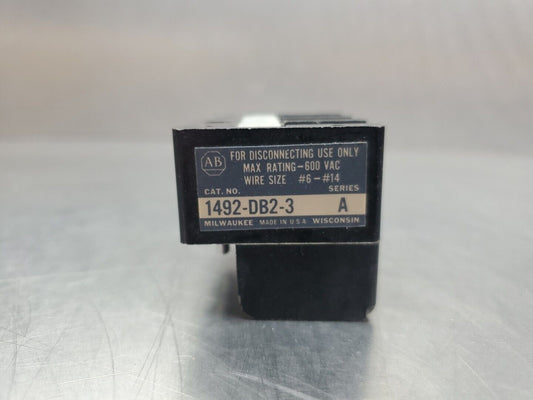 AB
FOR DISCONNECTING USE ONLY
MAX RATING-600 VAC
WIRE SIZE #6-#14
CAT. NO. SERIES
1492-DB2-3 A
MILWAUKEE MADE IN U.S.A WISCONSIN